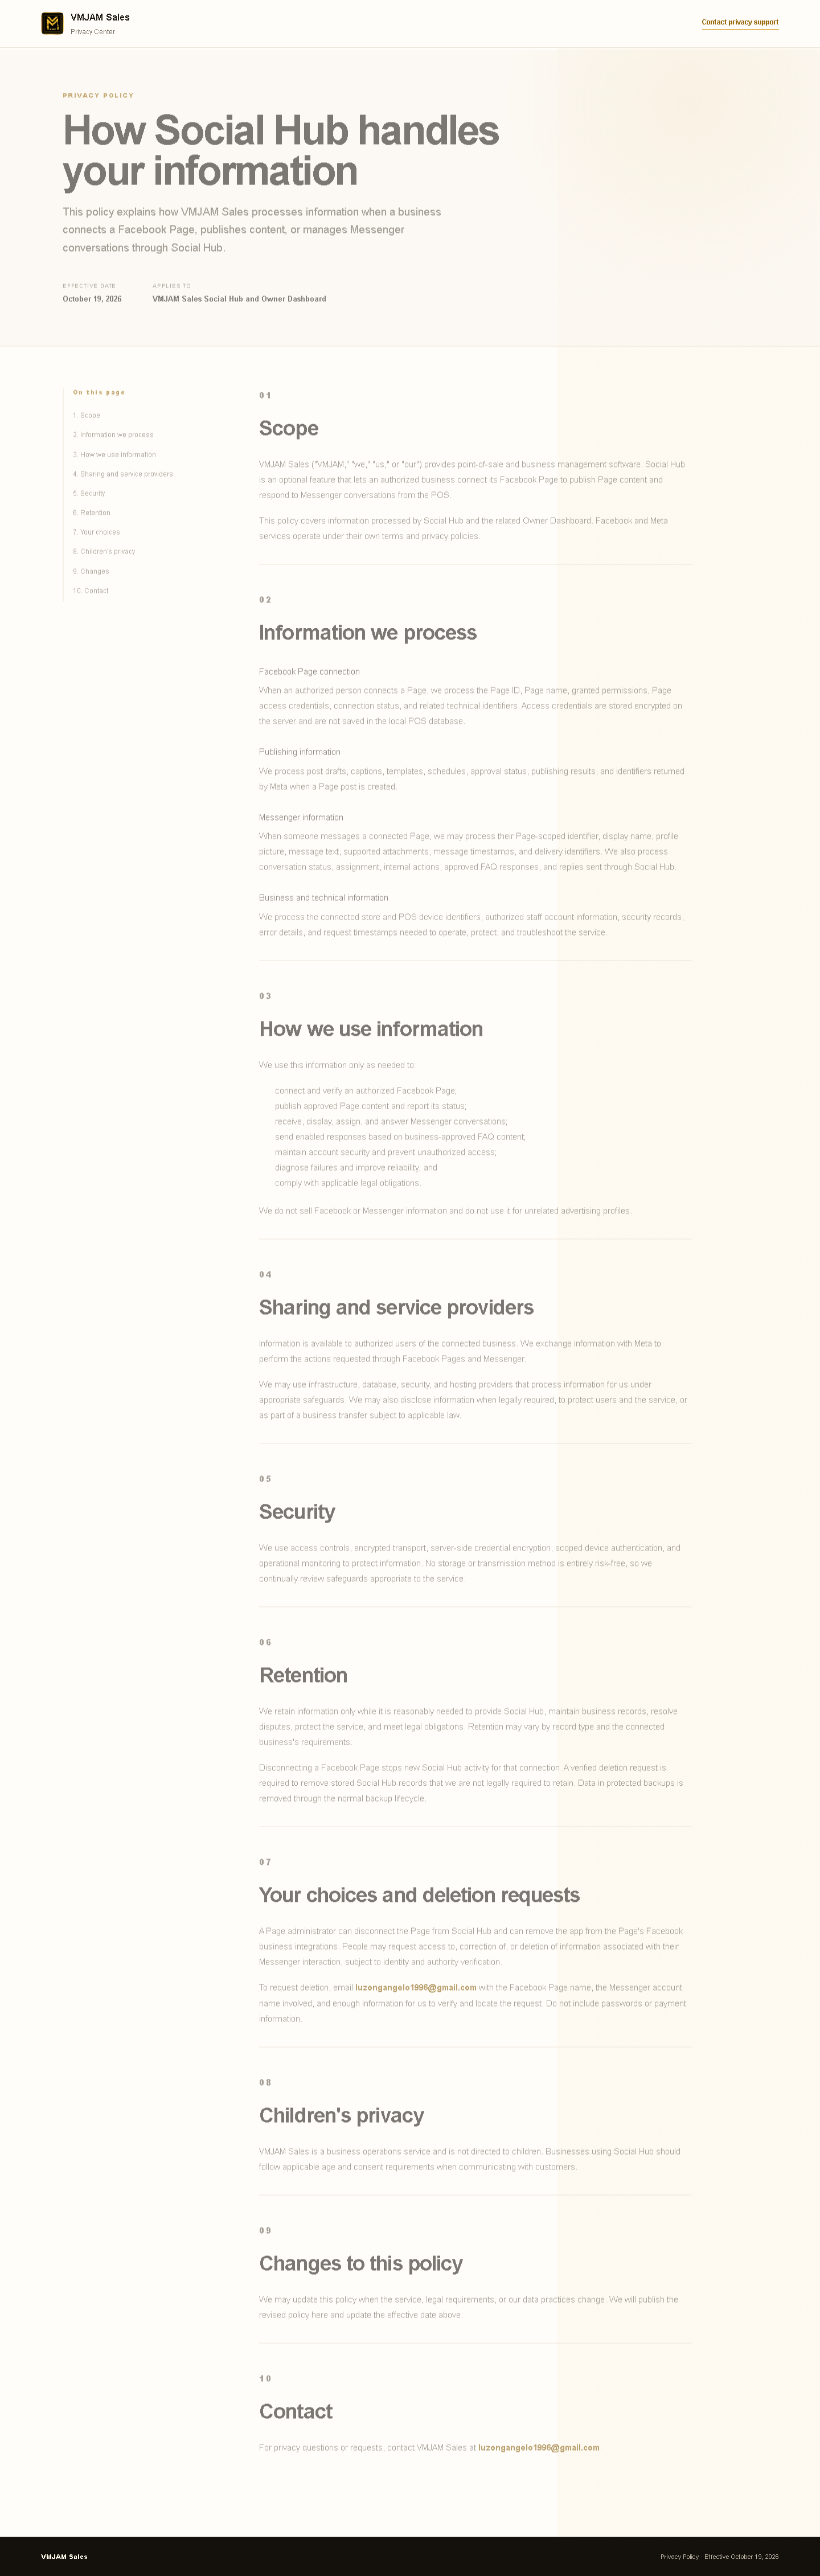 VMJAM Sales
Privacy Center
Contact privacy support
PRIVACY POLICY
How Social Hub handles
your information
This policy explains how VMJAM Sales processes information when a business
connects a Facebook Page, publishes content, or manages Messenger
conversations through Social Hub.
EFFECTIVE DATE
October 19, 2026
APPLIES TO
VMJAM Sales Social Hub and Owner Dashboard
On this page
1. Scope
2. Information we process
3. How we use information
4. Sharing and service providers
5. Security
6. Retention
7. Your choices
8. Children's privacy
9. Changes
10. Contact
01
Scope
VMJAM Sales ("VMJAM," "we," "us," or "our") provides point-of-sale and business management software. Social Hub
is an optional feature that lets an authorized business connect its Facebook Page to publish Page content and
respond to Messenger conversations from the POS.
This policy covers information processed by Social Hub and the related Owner Dashboard. Facebook and Meta
services operate under their own terms and privacy policies.
02
Information we process
Facebook Page connection
When an authorized person connects a Page, we process the Page ID, Page name, granted permissions, Page
access credentials, connection status, and related technical identifiers. Access credentials are stored encrypted on
the server and are not saved in the local POS database.
Publishing information
We process post drafts, captions, templates, schedules, approval status, publishing results, and identifiers returned
by Meta when a Page post is created.
Messenger information
When someone messages a connected Page, we may process their Page-scoped identifier, display name, profile
picture, message text, supported attachments, message timestamps, and delivery identifiers. We also process
conversation status, assignment, internal actions, approved FAQ responses, and replies sent through Social Hub.
Business and technical information
We process the connected store and POS device identifiers, authorized staff account information, security records,
error details, and request timestamps needed to operate, protect, and troubleshoot the service.
03
How we use information
We use this information only as needed to:
connect and verify an authorized Facebook Page;
publish approved Page content and report its status;
receive, display, assign, and answer Messenger conversations;
send enabled responses based on business-approved FAQ content;
maintain account security and prevent unauthorized access;
diagnose failures and improve reliability; and
comply with applicable legal obligations.
We do not sell Facebook or Messenger information and do not use it for unrelated advertising profiles.
04
Sharing and service providers
Information is available to authorized users of the connected business. We exchange information with Meta to
perform the actions requested through Facebook Pages and Messenger.
We may use infrastructure, database, security, and hosting providers that process information for us under
appropriate safeguards. We may also disclose information when legally required, to protect users and the service, or
as part of a business transfer subject to applicable law.
05
Security
We use access controls, encrypted transport, server-side credential encryption, scoped device authentication, and
operational monitoring to protect information. No storage or transmission method is entirely risk-free, so we
continually review safeguards appropriate to the service.
06
Retention
We retain information only while it is reasonably needed to provide Social Hub, maintain business records, resolve
disputes, protect the service, and meet legal obligations. Retention may vary by record type and the connected
business's requirements.
Disconnecting a Facebook Page stops new Social Hub activity for that connection. A verified deletion request is
required to remove stored Social Hub records that we are not legally required to retain. Data in protected backups is
removed through the normal backup lifecycle.
07
Your choices and deletion requests
A Page administrator can disconnect the Page from Social Hub and can remove the app from the Page's Facebook
business integrations. People may request access to, correction of, or deletion of information associated with their
Messenger interaction, subject to identity and authority verification.
To request deletion, email luzongangelo1996@gmail.com with the Facebook Page name, the Messenger account
name involved, and enough information for us to verify and locate the request. Do not include passwords or payment
information.
08
Children's privacy
VMJAM Sales is a business operations service and is not directed to children. Businesses using Social Hub should
follow applicable age and consent requirements when communicating with customers.
09
Changes to this policy
We may update this policy when the service, legal requirements, or our data practices change. We will publish the
revised policy here and update the effective date above.
10
Contact
For privacy questions or requests, contact VMJAM Sales at luzongangelo1996@gmail.com.
VMJAM Sales
Privacy Policy · Effective October 19, 2026